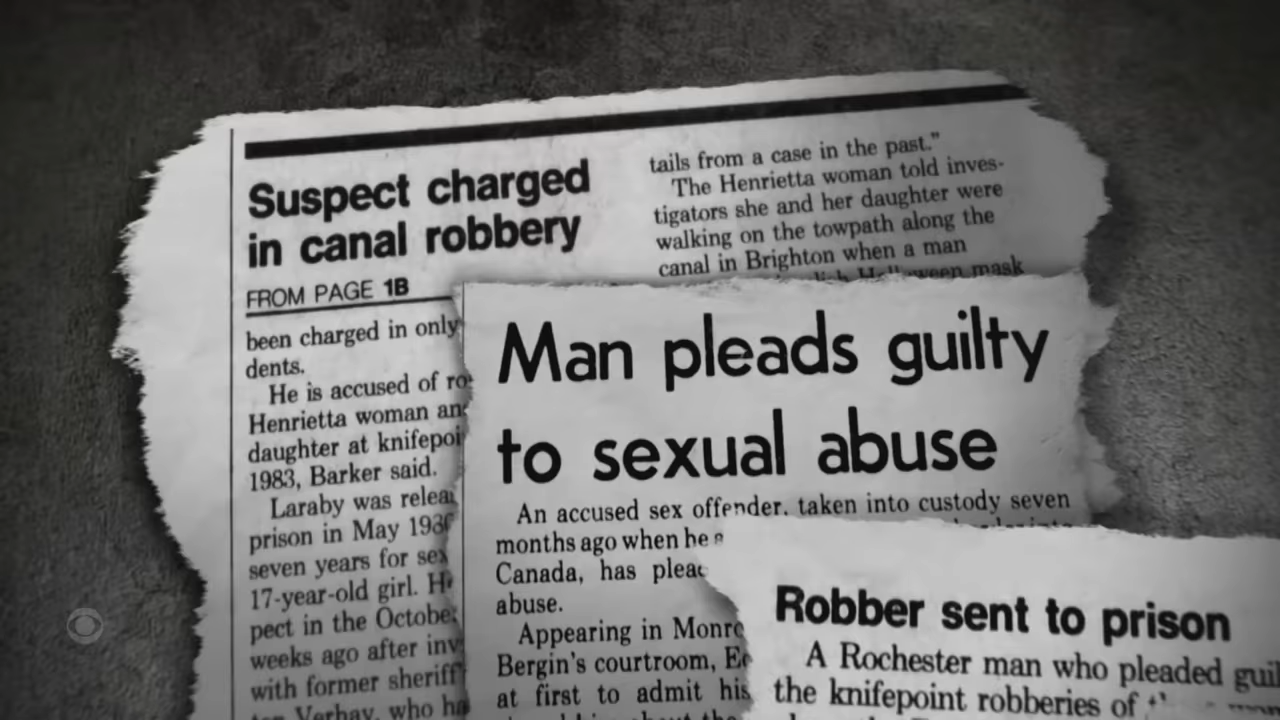 Suspect charged
in canal robbery
FROM PAGE 1B
been charged in only
dents.
He is accused of
Henrietta woman
daughter at
1983, Barker said.
Laraby was
prison in May
seven years for
17-year-old girl.
pect in the
weeks ago after
with former
Verhay, who
tails from a case in the past.”
The Henrietta woman told inves-
tigators she and her daughter were
walking on the towpath along the
canal in Brighton when a man
mask
Man pleads guilty
to sexual abuse
An accused sex offender, taken into custody seven
months ago when he
Canada, has
abuse.
Appearing in
Bergin's courtroom,
at first to admit his
Robber sent to prison
A Rochester man who pleaded
the knifepoint robberies of